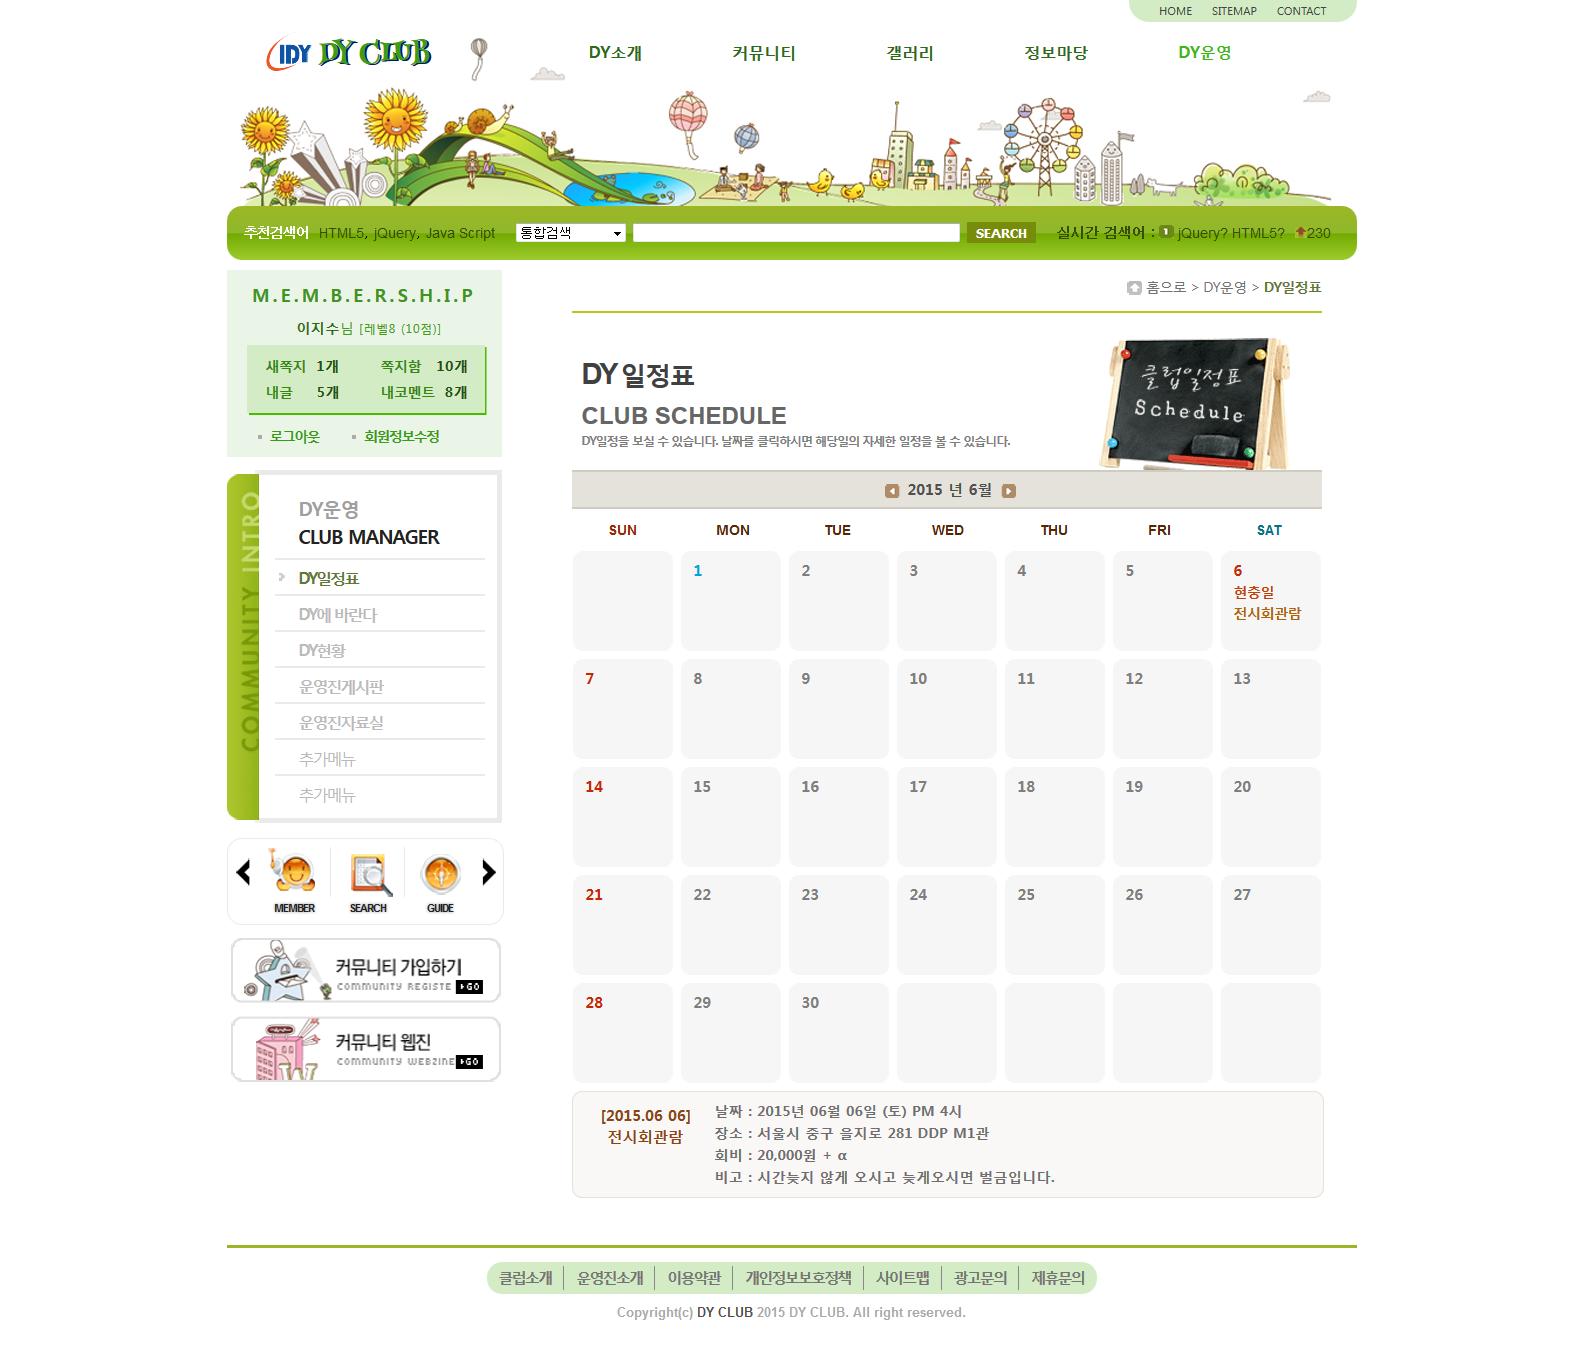 HOME SITEMAP CONTACT
IDY DY CLUB
DY소개 커뮤니티 갤러리 정보마당 DY운영
추천검색어 HTML5, jQuery, Java Script 통합검색 SEARCH 실시간 검색어 : 1 jQuery? HTML5? 230
M.E.M.B.E.R.S.H.I.P
이지수님 [레벨8 (10점)]
새쪽지 1개 쪽지함 10개
내글 5개 내코멘트 8개
로그아웃 회원정보수정
COMMUNITY INTRO
DY운영
CLUB MANAGER
DY일정표
DY에 바란다
DY현황
운영진게시판
운영진자료실
추가메뉴
추가메뉴
MEMBER SEARCH GUIDE
커뮤니티 가입하기
COMMUNITY REGISTE GO
커뮤니티 웹진
COMMUNITY WEBZINE GO
홈으로 > DY운영 > DY일정표
DY 일정표
CLUB SCHEDULE
DY일정을 보실 수 있습니다. 날짜를 클릭하시면 해당일의 자세한 일정을 볼 수 있습니다.
클럽일정표
Schedule
2015 년 6월
SUN MON TUE WED THU FRI SAT
1 2 3 4 5 6
현충일
전시회관람
7 8 9 10 11 12 13
14 15 16 17 18 19 20
21 22 23 24 25 26 27
28 29 30
[2015.06 06]
전시회관람
날짜 : 2015년 06월 06일 (토) PM 4시
장소 : 서울시 중구 을지로 281 DDP M1관
회비 : 20,000원 + α
비고 : 시간늦지 않게 오시고 늦게오시면 벌금입니다.
클럽소개 운영진소개 이용약관 개인정보보호정책 사이트맵 광고문의 제휴문의
Copyright(c) DY CLUB 2015 DY CLUB. All right reserved.